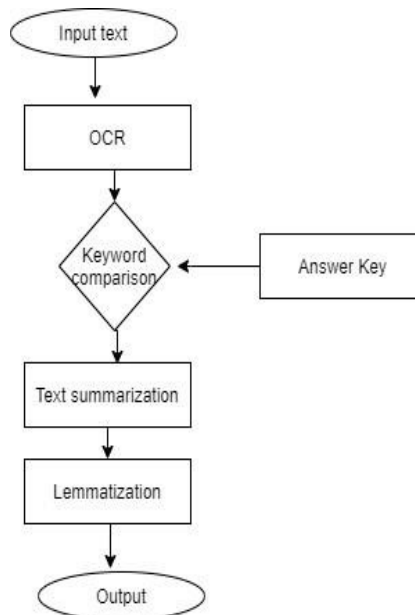 Input text
OCR
Keyword
comparison
Answer Key
Text summarization
Lemmatization
Output